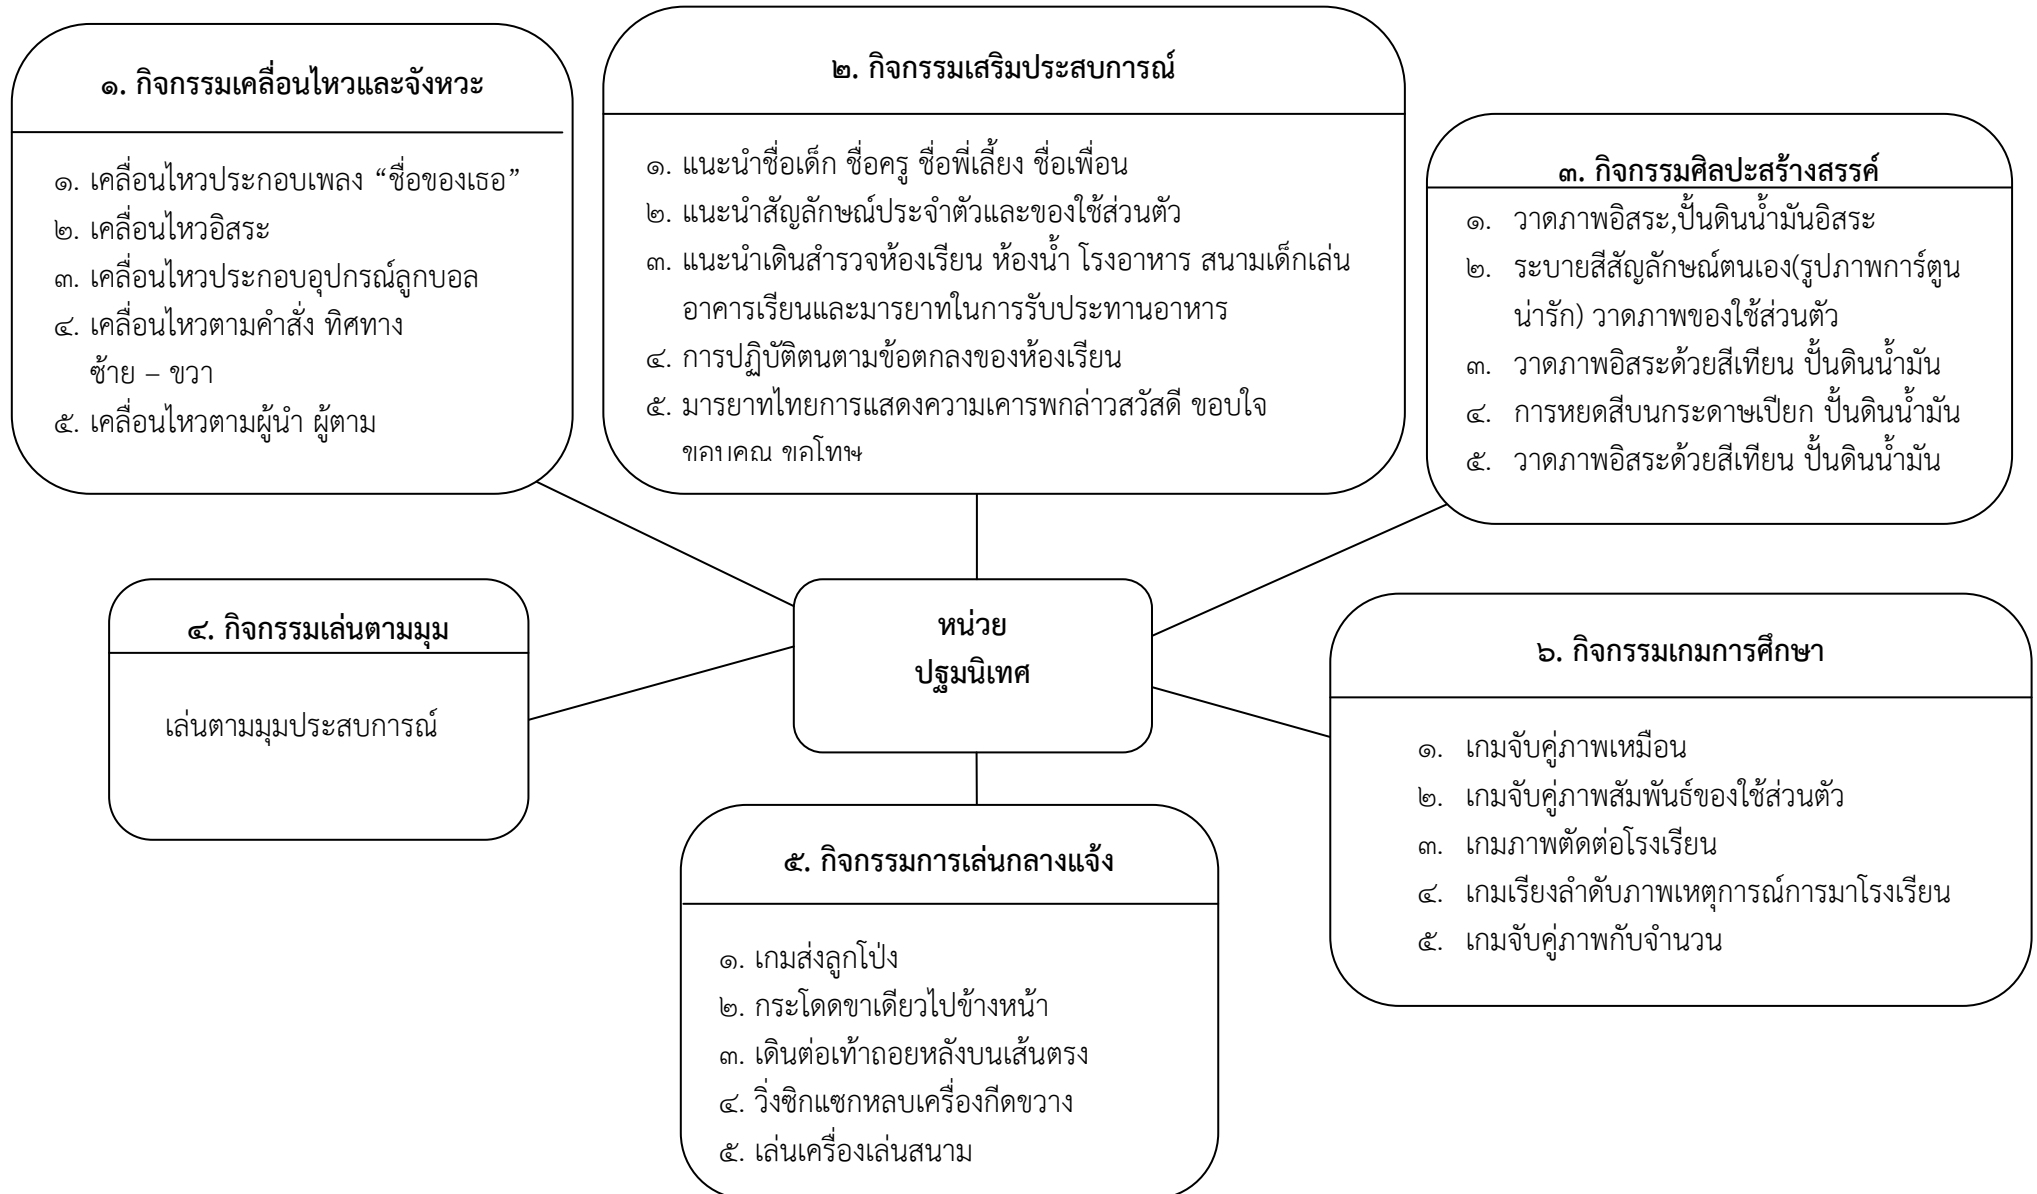 ๑. กิจกรรมเคลื่อนไหวและจังหวะ
๑. เคลื่อนไหวประกอบเพลง “ชื่อของเธอ”
๒. เคลื่อนไหวอิสระ
๓. เคลื่อนไหวประกอบอุปกรณ์ลูกบอล
๔. เคลื่อนไหวตามคำสั่ง ทิศทาง
ซ้าย – ขวา
๕. เคลื่อนไหวตามผู้นำ ผู้ตาม
๒. กิจกรรมเสริมประสบการณ์
๑. แนะนำชื่อเด็ก ชื่อครู ชื่อพี่เลี้ยง ชื่อเพื่อน
๒. แนะนำสัญลักษณ์ประจำตัวและของใช้ส่วนตัว
๓. แนะนำเดินสำรวจห้องเรียน ห้องน้ำ โรงอาหาร สนามเด็กเล่น
อาคารเรียนและมารยาทในการรับประทานอาหาร
๔. การปฏิบัติตนตามข้อตกลงของห้องเรียน
๕. มารยาทไทยการแสดงความเคารพกล่าวสวัสดี ขอบใจ
ขอบคุณ ขอโทษ
๓. กิจกรรมศิลปะสร้างสรรค์
๑. วาดภาพอิสระ,ปั้นดินน้ำมันอิสระ
๒. ระบายสีสัญลักษณ์ตนเอง(รูปภาพการ์ตูน
น่ารัก) วาดภาพของใช้ส่วนตัว
๓. วาดภาพอิสระด้วยสีเทียน ปั้นดินน้ำมัน
๔. การหยดสีบนกระดาษเปียก ปั้นดินน้ำมัน
๕. วาดภาพอิสระด้วยสีเทียน ปั้นดินน้ำมัน
๔. กิจกรรมเล่นตามมุม
เล่นตามมุมประสบการณ์
หน่วย
ปฐมนิเทศ
๖. กิจกรรมเกมการศึกษา
๑. เกมจับคู่ภาพเหมือน
๒. เกมจับคู่ภาพสัมพันธ์ของใช้ส่วนตัว
๓. เกมภาพตัดต่อโรงเรียน
๔. เกมเรียงลำดับภาพเหตุการณ์การมาโรงเรียน
๕. เกมจับคู่ภาพกับจำนวน
๕. กิจกรรมการเล่นกลางแจ้ง
๑. เกมส่งลูกโป่ง
๒. กระโดดขาเดียวไปข้างหน้า
๓. เดินต่อเท้าถอยหลังบนเส้นตรง
๔. วิ่งซิกแซกหลบเครื่องกีดขวาง
๕. เล่นเครื่องเล่นสนาม